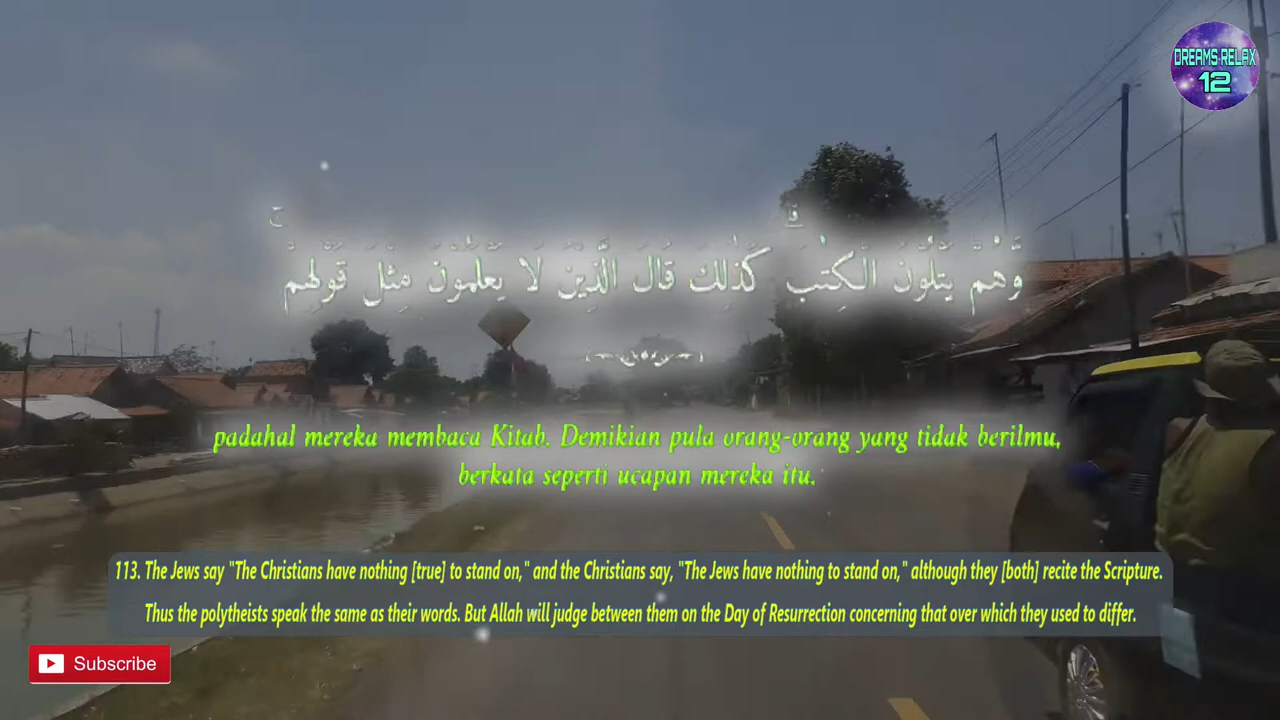 DREAMS RELAX
12
وَّهُمْ يَتْلُوْنَ الْكِتٰبَۗ كَذٰلِكَ قَالَ الَّذِيْنَ لَا يَعْلَمُوْنَ مِثْلَ قَوْلِهِمْۚ
padahal mereka membaca Kitab. Demikian pula orang-orang yang tidak berilmu,
berkata seperti ucapan mereka itu.
113. The Jews say "The Christians have nothing [true] to stand on," and the Christians say, "The Jews have nothing to stand on," although they [both] recite the Scripture.
Thus the polytheists speak the same as their words. But Allah will judge between them on the Day of Resurrection concerning that over which they used to differ.
Subscribe